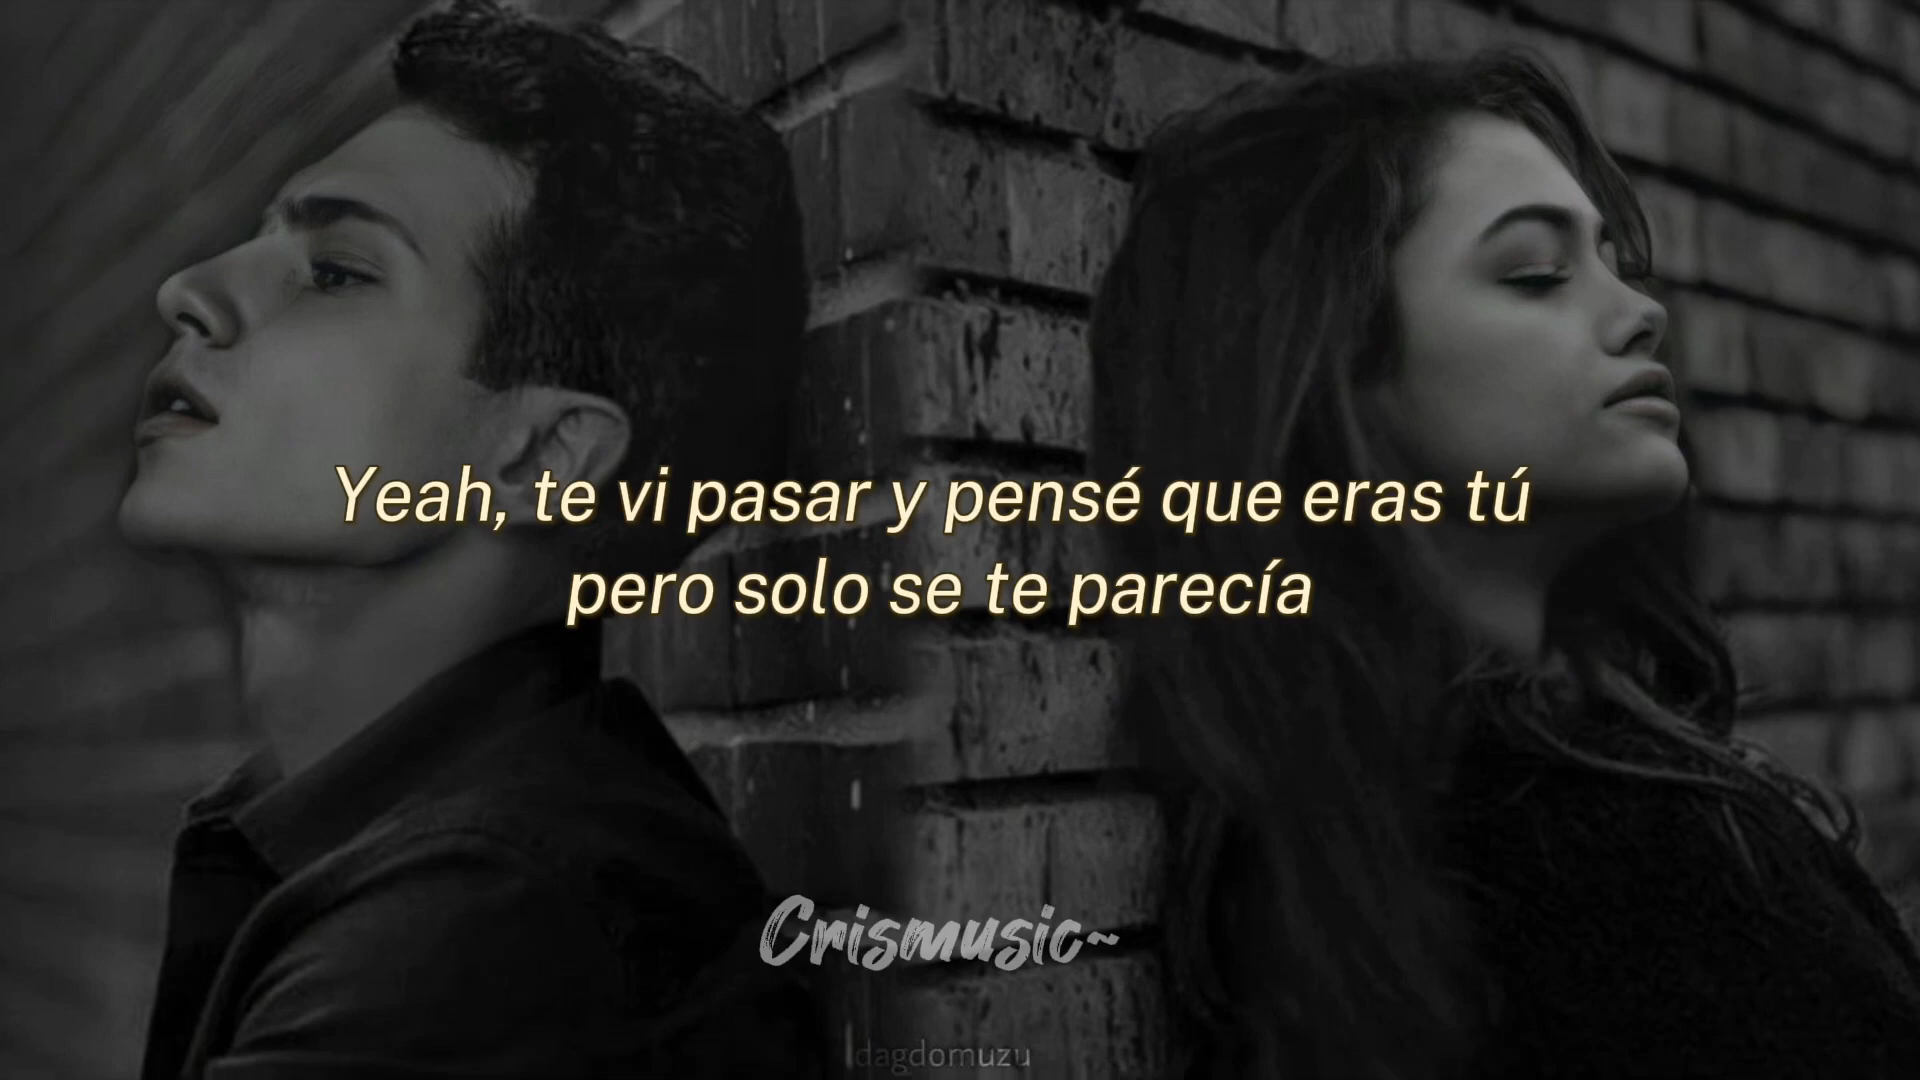 Yeah, te vi pasar y pensé que eras tú
pero solo se te parecía
Crismusic~
dagdomuzu